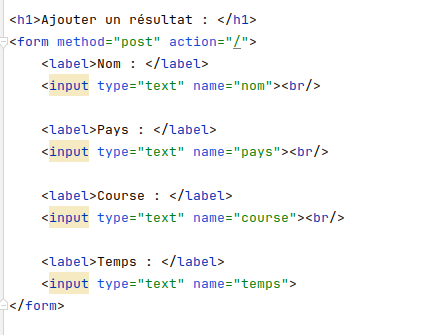 <h1>Ajouter un résultat : </h1>
<form method="post" action="/">
<label>Nom : </label>
<input type="text" name="nom"><br/>
<label>Pays : </label>
<input type="text" name="pays"><br/>
<label>Course : </label>
<input type="text" name="course"><br/>
<label>Temps : </label>
<input type="text" name="temps">
</form>